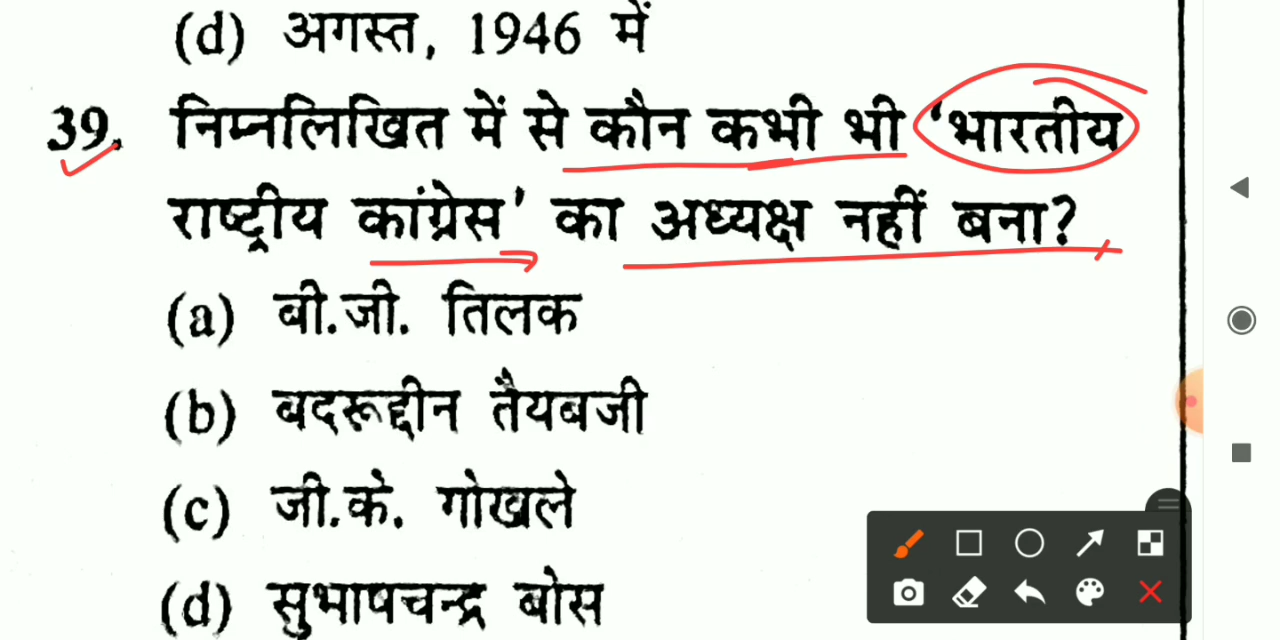 (d) अगस्त, 1946 में
39. निम्नलिखित में से कौन कभी भी 'भारतीय
राष्ट्रीय कांग्रेस' का अध्यक्ष नहीं बना?
(a) बी.जी. तिलक
(b) बदरूद्दीन तैयबजी
(c) जी.के. गोखले
(d) सुभाषचन्द्र बोस